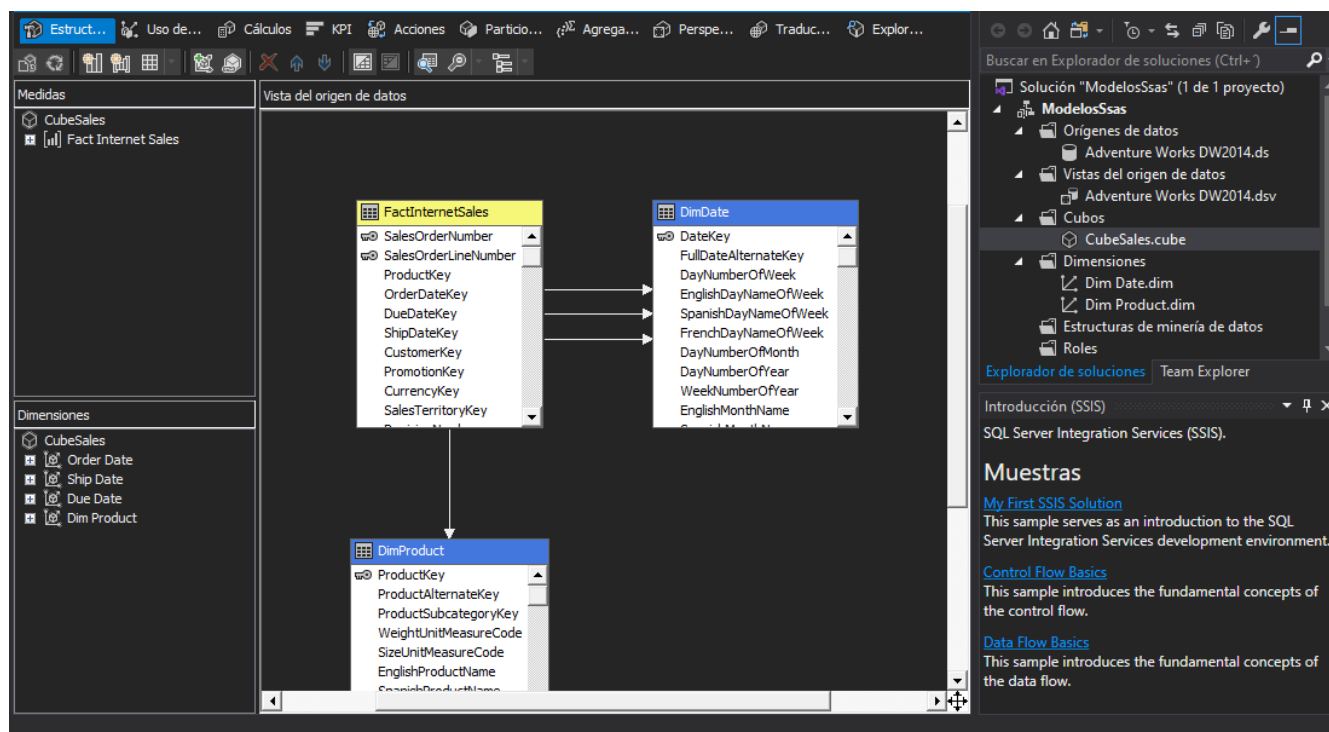 Estruct... Uso de... Cálculos KPI Acciones Particio... Agrega... Perspe... Traduc... Explor...
Medidas
CubeSales
Fact Internet Sales
Dimensiones
CubeSales
Order Date
Ship Date
Due Date
Dim Product
Vista del origen de datos
FactInternetSales
SalesOrderNumber
SalesOrderLineNumber
ProductKey
OrderDateKey
DueDateKey
ShipDateKey
CustomerKey
PromotionKey
CurrencyKey
SalesTerritoryKey
DimDate
DateKey
FullDateAlternateKey
DayNumberOfWeek
EnglishDayNameOfWeek
SpanishDayNameOfWeek
FrenchDayNameOfWeek
DayNumberOfMonth
DayNumberOfYear
WeekNumberOfYear
EnglishMonthName
DimProduct
ProductKey
ProductAlternateKey
ProductSubcategoryKey
WeightUnitMeasureCode
SizeUnitMeasureCode
EnglishProductName
SpanishProductName
Buscar en Explorador de soluciones (Ctrl+´)
Solución "ModelosSsas" (1 de 1 proyecto)
ModelosSsas
Orígenes de datos
Adventure Works DW2014.ds
Vistas del origen de datos
Adventure Works DW2014.dsv
Cubos
CubeSales.cube
Dimensiones
Dim Date.dim
Dim Product.dim
Estructuras de minería de datos
Roles
Explorador de soluciones Team Explorer
Introducción (SSIS)
SQL Server Integration Services (SSIS).
Muestras
My First SSIS Solution
This sample serves as an introduction to the SQL
Server Integration Services development environment.
Control Flow Basics
This sample introduces the fundamental concepts of
the control flow.
Data Flow Basics
This sample introduces the fundamental concepts of
the data flow.